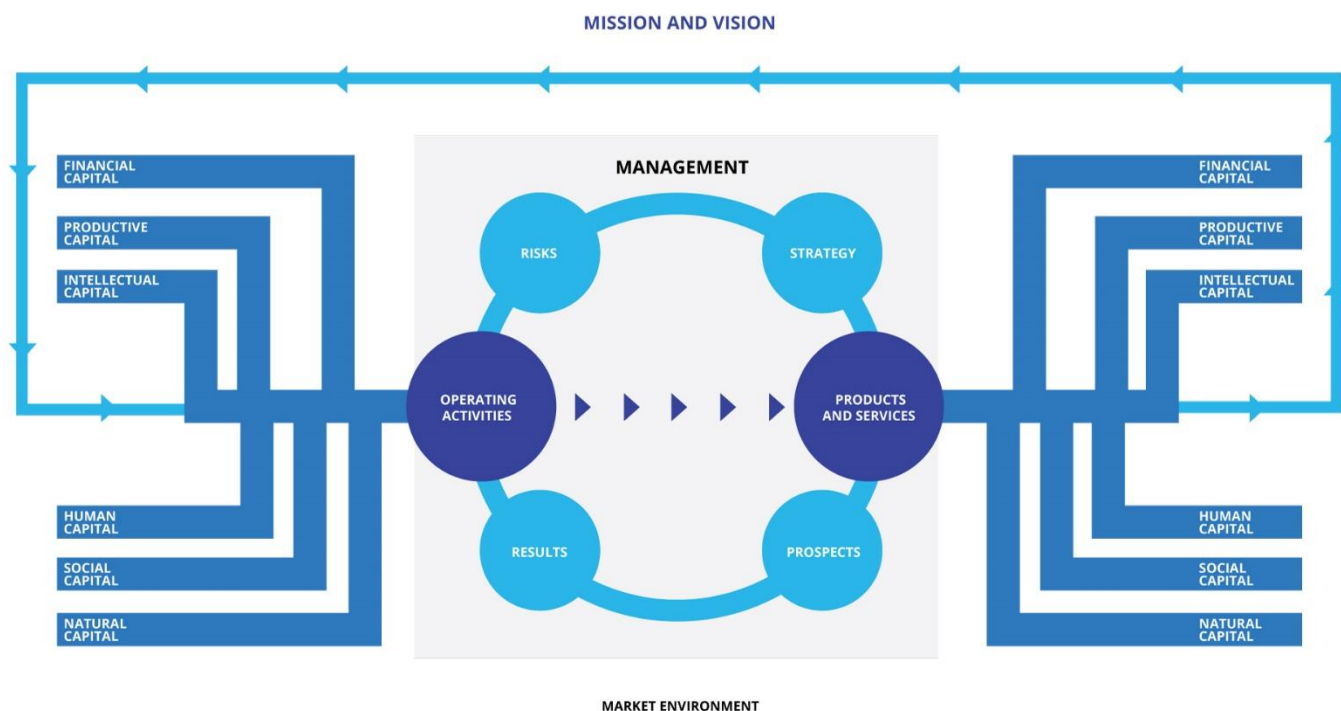 MISSION AND VISION
FINANCIAL
CAPITAL
PRODUCTIVE
CAPITAL
INTELLECTUAL
CAPITAL
HUMAN
CAPITAL
SOCIAL
CAPITAL
NATURAL
CAPITAL
MANAGEMENT
RISKS
STRATEGY
OPERATING
ACTIVITIES
PRODUCTS
AND SERVICES
RESULTS
PROSPECTS
FINANCIAL
CAPITAL
PRODUCTIVE
CAPITAL
INTELLECTUAL
CAPITAL
HUMAN
CAPITAL
SOCIAL
CAPITAL
NATURAL
CAPITAL
MARKET ENVIRONMENT